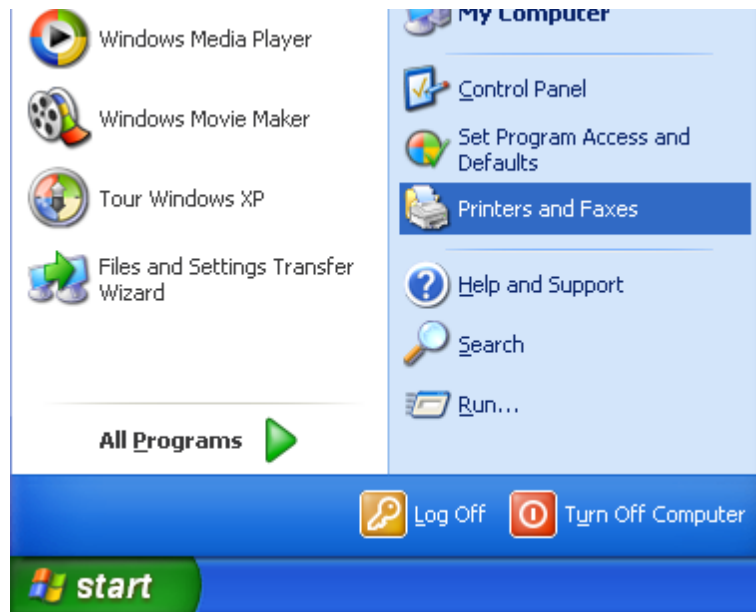 Windows Media Player
Windows Movie Maker
Tour Windows XP
Files and Settings Transfer
Wizard
All Programs
My Computer
Control Panel
Set Program Access and
Defaults
Printers and Faxes
Help and Support
Search
Run...
Log Off
Turn Off Computer
start